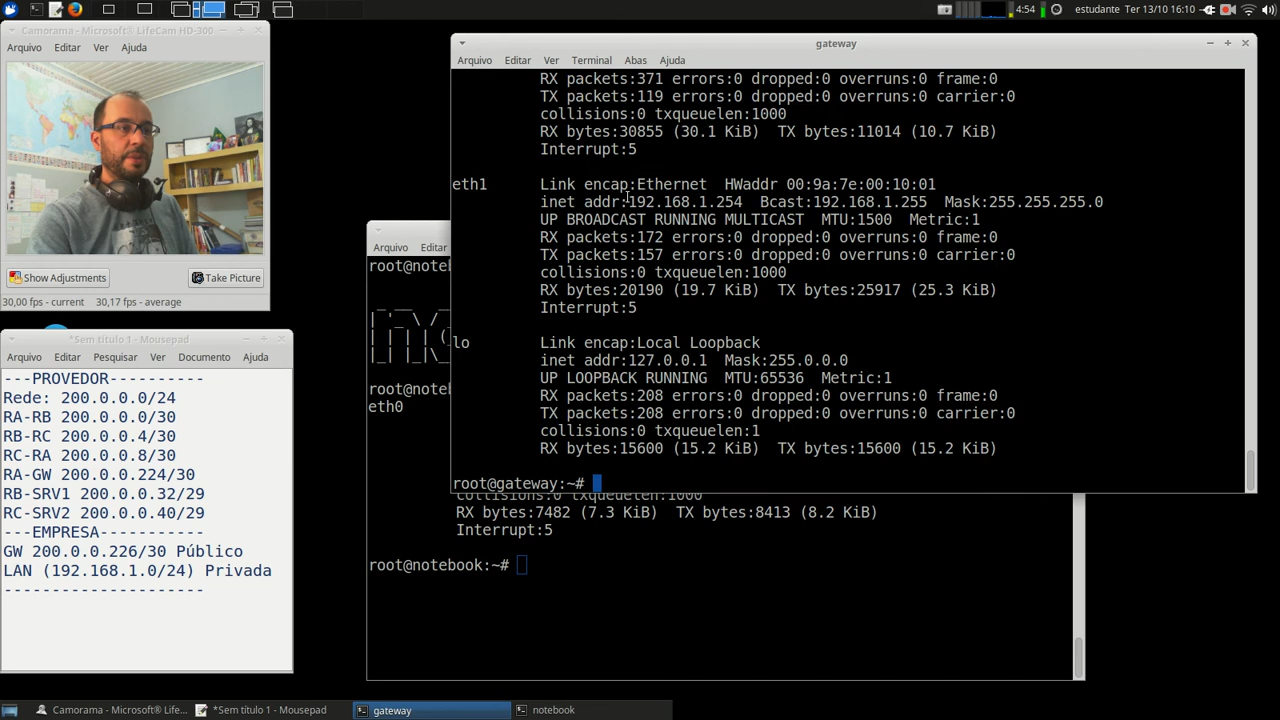 4:54 estudante Ter 13/10 16:10
Camorama - Microsoft® LifeCam HD-300
Arquivo Editar Ver Ajuda
Show Adjustments Take Picture
30,00 fps - current 30,17 fps - average
*Sem título 1 - Mousepad
Arquivo Editar Pesquisar Ver Documento Ajuda
---PROVEDOR----------
Rede: 200.0.0.0/24
RA-RB 200.0.0.0/30
RB-RC 200.0.0.4/30
RC-RA 200.0.0.8/30
RA-GW 200.0.0.224/30
RB-SRV1 200.0.0.32/29
RC-SRV2 200.0.0.40/29
---EMPRESA-----------
GW 200.0.0.226/30 Público
LAN (192.168.1.0/24) Privada
---------------------
gateway
Arquivo Editar Ver Terminal Abas Ajuda
RX packets:371 errors:0 dropped:0 overruns:0 frame:0
TX packets:119 errors:0 dropped:0 overruns:0 carrier:0
collisions:0 txqueuelen:1000
RX bytes:30855 (30.1 KiB) TX bytes:11014 (10.7 KiB)
Interrupt:5
eth1 Link encap:Ethernet HWaddr 00:9a:7e:00:10:01
inet addr:192.168.1.254 Bcast:192.168.1.255 Mask:255.255.255.0
UP BROADCAST RUNNING MULTICAST MTU:1500 Metric:1
RX packets:172 errors:0 dropped:0 overruns:0 frame:0
TX packets:157 errors:0 dropped:0 overruns:0 carrier:0
collisions:0 txqueuelen:1000
RX bytes:20190 (19.7 KiB) TX bytes:25917 (25.3 KiB)
Interrupt:5
lo Link encap:Local Loopback
inet addr:127.0.0.1 Mask:255.0.0.0
UP LOOPBACK RUNNING MTU:65536 Metric:1
RX packets:208 errors:0 dropped:0 overruns:0 frame:0
TX packets:208 errors:0 dropped:0 overruns:0 carrier:0
collisions:0 txqueuelen:1
RX bytes:15600 (15.2 KiB) TX bytes:15600 (15.2 KiB)
root@gateway:~#
Arquivo Editar
root@noteb
root@noteb
eth0
collisions:0 txqueuelen:1000
RX bytes:7482 (7.3 KiB) TX bytes:8413 (8.2 KiB)
Interrupt:5
root@notebook:~#
Camorama - Microsoft® LifeC... *Sem título 1 - Mousepad gateway notebook